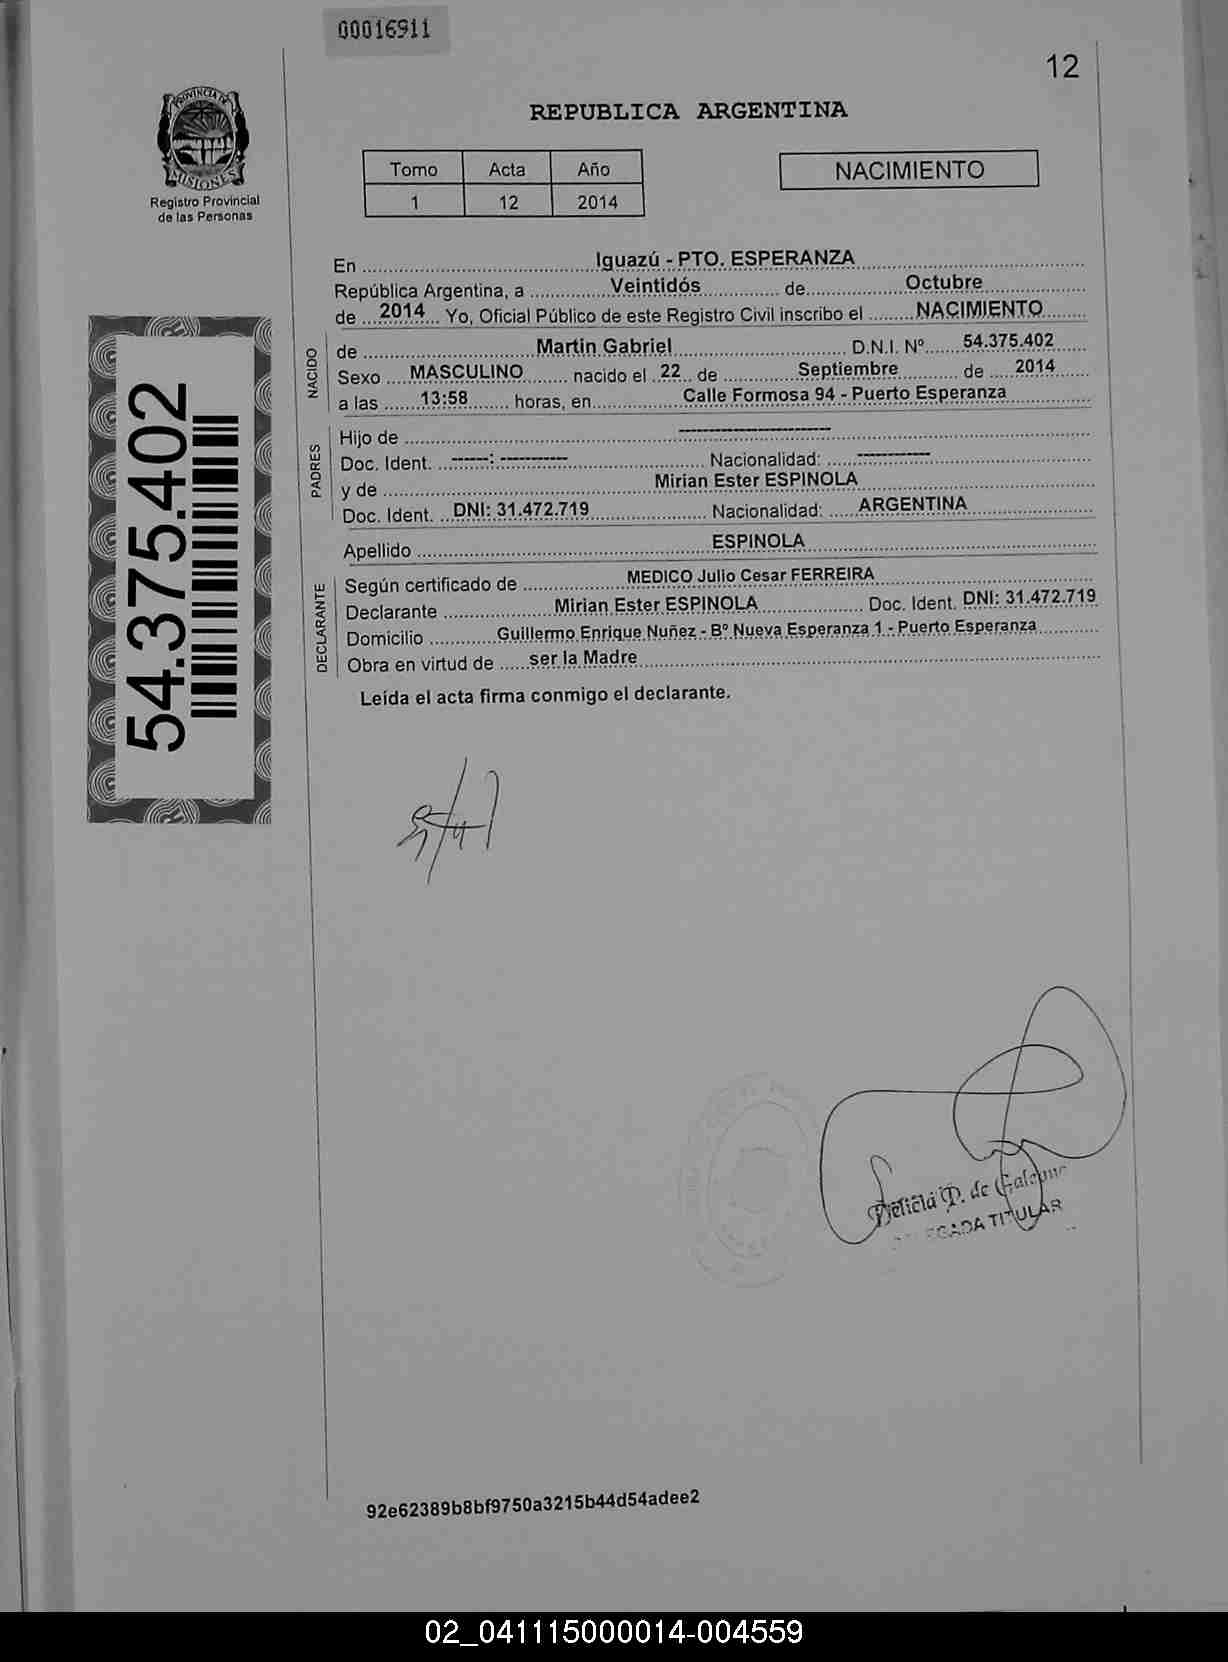 00016911
12
PROVINCIA DE
MISIONES
Registro Provincial
de las Personas
REPUBLICA ARGENTINA
Tomo Acta Año
1 12 2014
NACIMIENTO
En Iguazú - PTO. ESPERANZA
República Argentina, a Veintidós de Octubre
de 2014 Yo, Oficial Público de este Registro Civil inscribo el NACIMIENTO
NACIDO
de Martin Gabriel D.N.I. Nº 54.375.402
Sexo MASCULINO nacido el 22 de Septiembre de 2014
a las 13:58 horas, en Calle Formosa 94 - Puerto Esperanza
PADRES
Hijo de ------------------------
Doc. Ident. -----: ---------- Nacionalidad: -----------
y de Mirian Ester ESPINOLA
Doc. Ident. DNI: 31.472.719 Nacionalidad: ARGENTINA
Apellido ESPINOLA
DECLARANTE
Según certificado de MEDICO Julio Cesar FERREIRA
Declarante Mirian Ester ESPINOLA Doc. Ident. DNI: 31.472.719
Domicilio Guillermo Enrique Nuñez - Bº Nueva Esperanza 1 - Puerto Esperanza
Obra en virtud de ser la Madre
Leída el acta firma conmigo el declarante.
54.375.402
de
TITULAR
92e62389b8bf9750a3215b44d54adee2
02_041115000014-004559